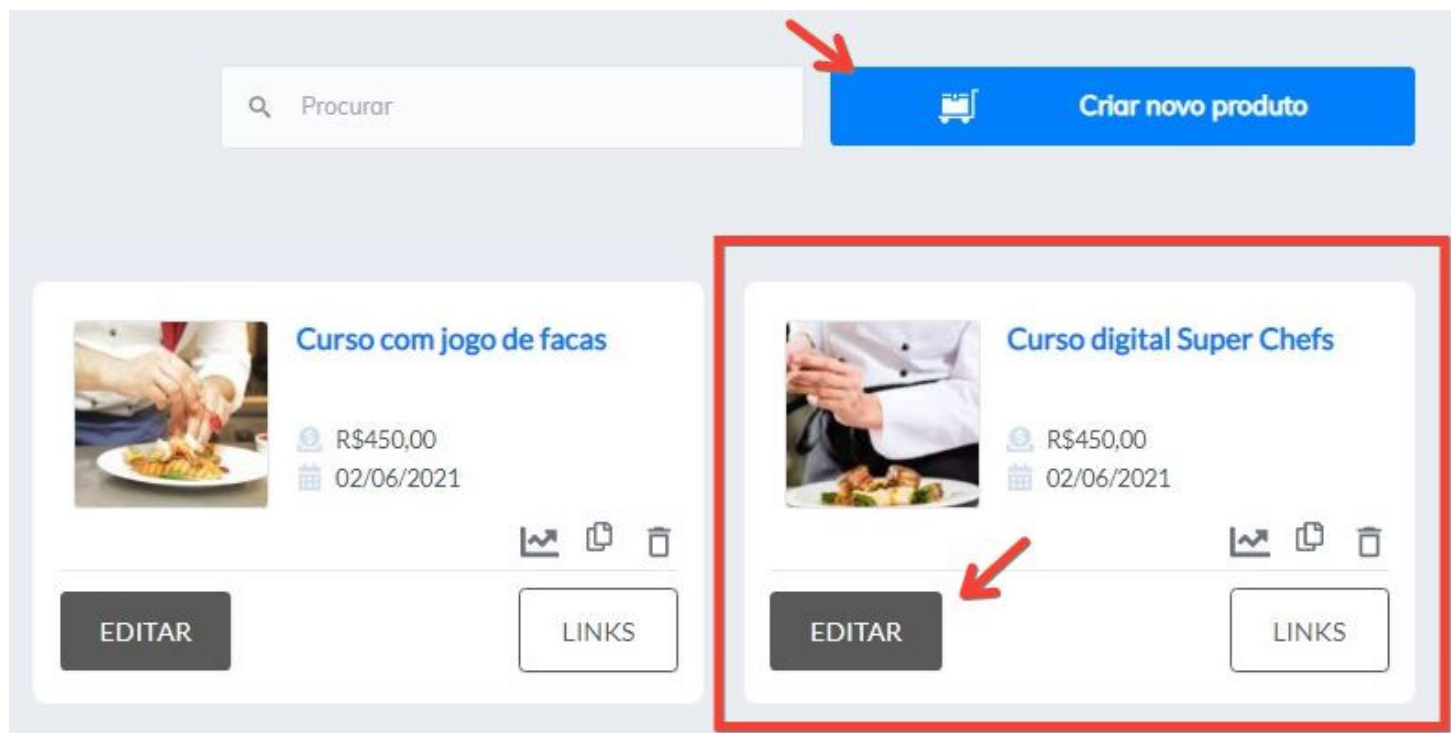 Procurar
Criar novo produto
Curso com jogo de facas
R$450,00
02/06/2021
EDITAR
LINKS
Curso digital Super Chefs
R$450,00
02/06/2021
EDITAR
LINKS